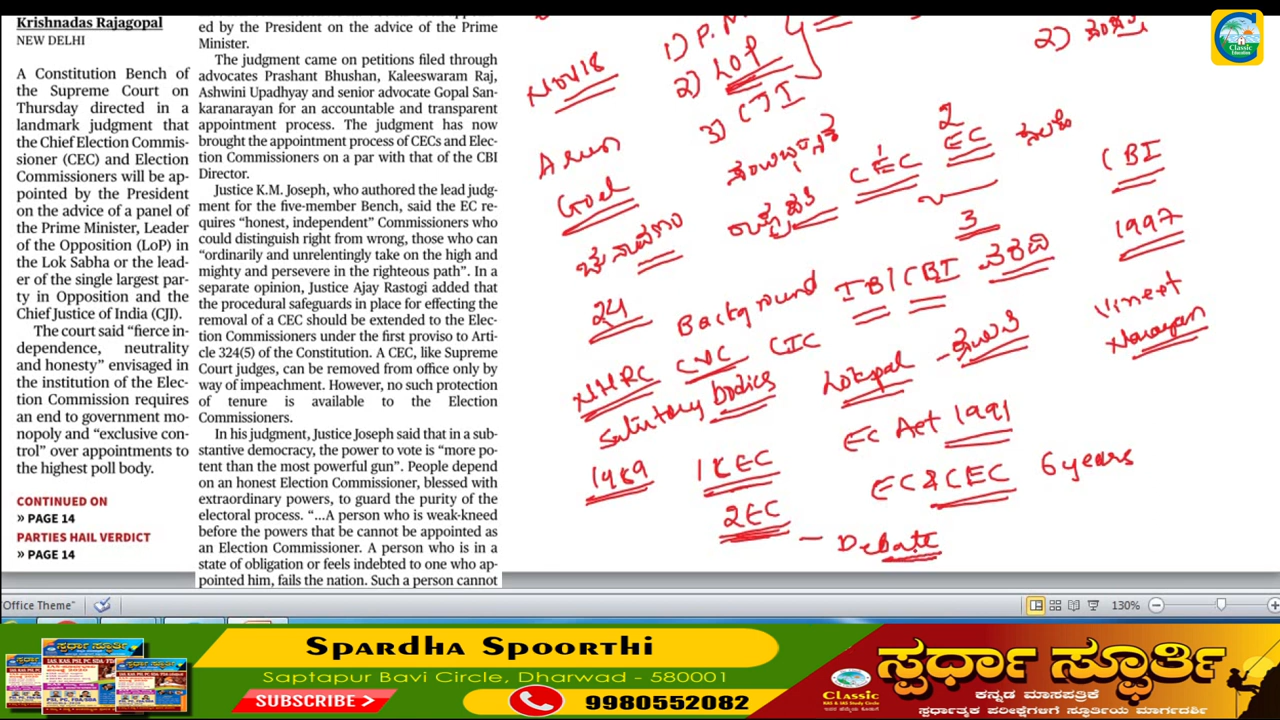 Krishnadas Rajagopal
NEW DELHI
A Constitution Bench of
the Supreme Court on
Thursday directed in a
landmark judgment that
the Chief Election Commis-
sioner (CEC) and Election
Commissioners will be ap-
pointed by the President
on the advice of a panel of
the Prime Minister, Leader
of the Opposition (LoP) in
the Lok Sabha or the lead-
er of the single largest par-
ty in Opposition and the
Chief Justice of India (CJI).
The court said “fierce in-
dependence, neutrality
and honesty” envisaged in
the institution of the Elec-
tion Commission requires
an end to government mo-
nopoly and “exclusive con-
trol” over appointments to
the highest poll body.
CONTINUED ON
» PAGE 14
PARTIES HAIL VERDICT
» PAGE 14
ed by the President on the advice of the Prime
Minister.
The judgment came on petitions filed through
advocates Prashant Bhushan, Kaleeswaram Raj,
Ashwini Upadhyay and senior advocate Gopal San-
karanarayan for an accountable and transparent
appointment process. The judgment has now
brought the appointment process of CECs and Elec-
tion Commissioners on a par with that of the CBI
Director.
Justice K.M. Joseph, who authored the lead judg-
ment for the five-member Bench, said the EC re-
quires “honest, independent” Commissioners who
could distinguish right from wrong, those who can
“ordinarily and unrelentingly take on the high and
mighty and persevere in the righteous path”. In a
separate opinion, Justice Ajay Rastogi added that
the procedural safeguards in place for effecting the
removal of a CEC should be extended to the Elec-
tion Commissioners under the first proviso to Arti-
cle 324(5) of the Constitution. A CEC, like Supreme
Court judges, can be removed from office only by
way of impeachment. However, no such protection
of tenure is available to the Election
Commissioners.
In his judgment, Justice Joseph said that in a sub-
stantive democracy, the power to vote is “more po-
tent than the most powerful gun”. People depend
on an honest Election Commissioner, blessed with
extraordinary powers, to guard the purity of the
electoral process. “...A person who is weak-kneed
before the powers that be cannot be appointed as
an Election Commissioner. A person who is in a
state of obligation or feels indebted to one who ap-
pointed him, fails the nation. Such a person cannot
1) P.M
2) LOP
3) CJI
2)
Nov 18
Arun
Goel
CEC 2 EC
3
CBI
1997
24 Background IB/CBI ವರದಿ
Vineet
Narayan
NHRC CVC CIC
Satutory bodies
Lokpal -
EC Act 1991
1989 1 CEC
2EC - Debate
EC & CEC 6 years
Classic
Education
Office Theme"
130%
Spardha Spoorthi
Saptapur Bavi Circle, Dharwad - 580001
SUBSCRIBE
9980552082
Classic
IAS & KAS Study Circle
ಸ್ಪರ್ಧಾ ಸ್ಫೂರ್ತಿ
ಕನ್ನಡ ಮಾಸಪತ್ರಿಕೆ
ಸ್ಪರ್ಧಾತ್ಮಕ ಪರೀಕ್ಷೆಗಳಿಗೆ ಸ್ಫೂರ್ತಿಯ ಮಾರ್ಗದರ್ಶಿ